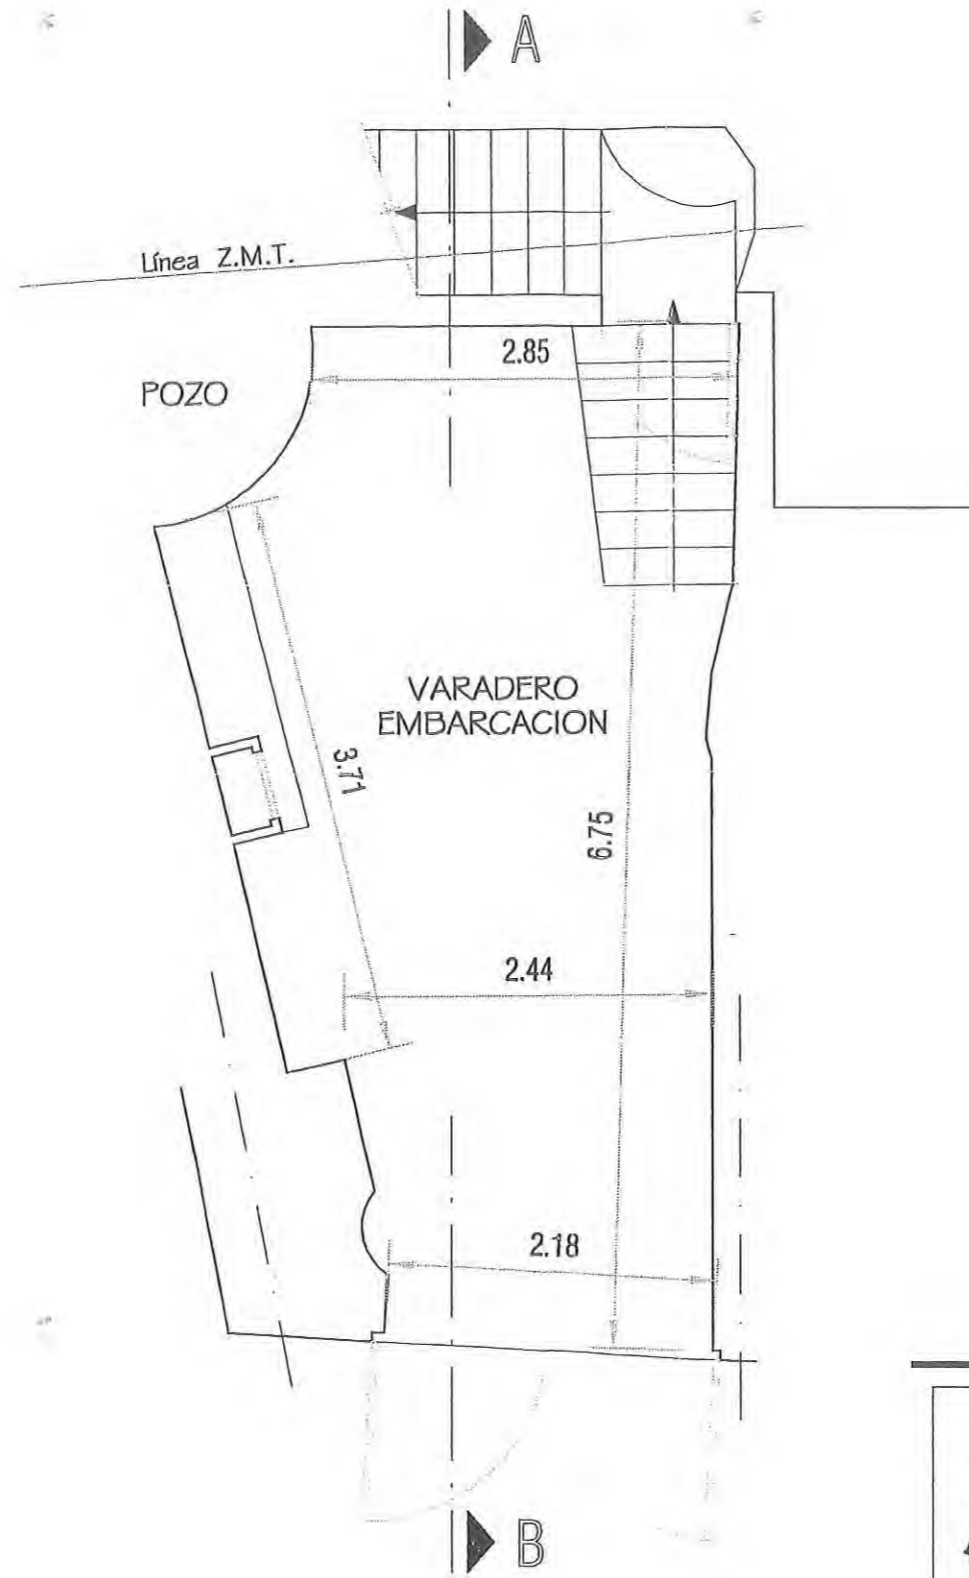 A
Línea Z.M.T.
2.85
POZO
VARADERO
EMBARCACION
3.71
6.75
2.44
2.18
B